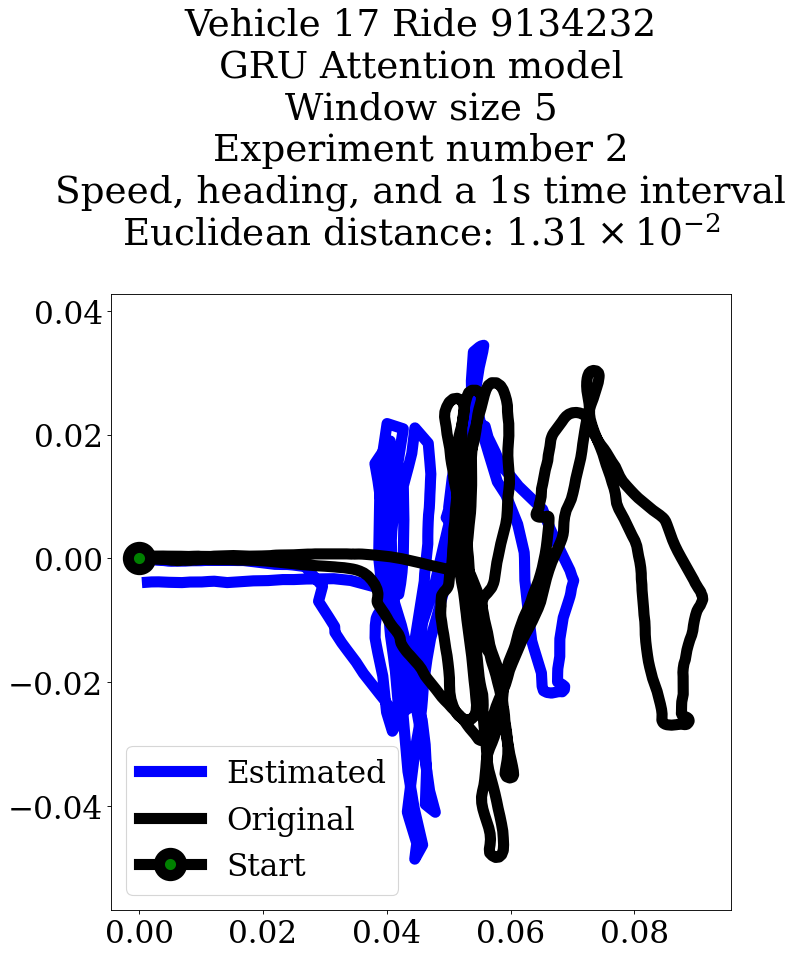 Vehicle 17 Ride 9134232
GRU Attention model
Window size 5
Experiment number 2
Speed, heading, and a 1s time interval
Euclidean distance: 1.31 × 10⁻²
0.04
0.02
0.00
−0.02
−0.04
Estimated
Original
Start
0.00 0.02 0.04 0.06 0.08